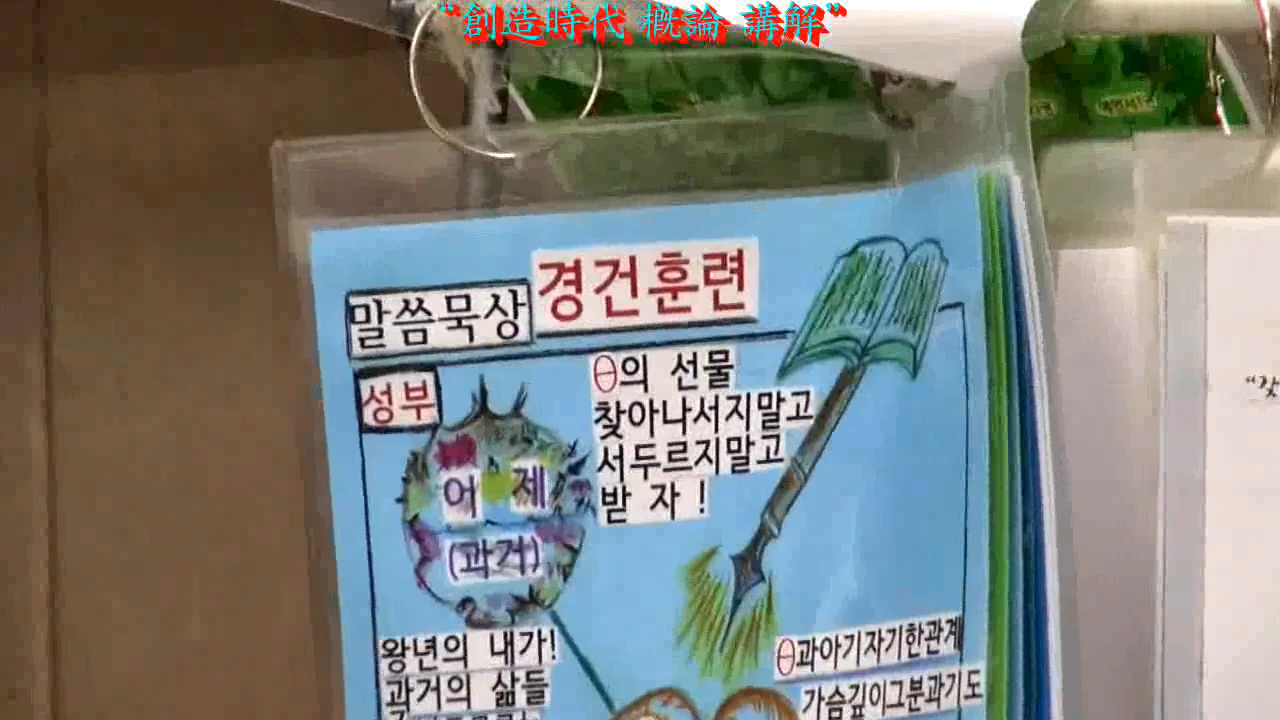 “創造時代 槪論 講解”
말씀묵상 경건훈련
성부
Θ의 선물
찾아나서지말고
서두르지말고
받 자 !
어 제
(과거)
왕년의 내가!
과거의 삶들
Θ과아기자기한관계
가슴깊이그분과기도